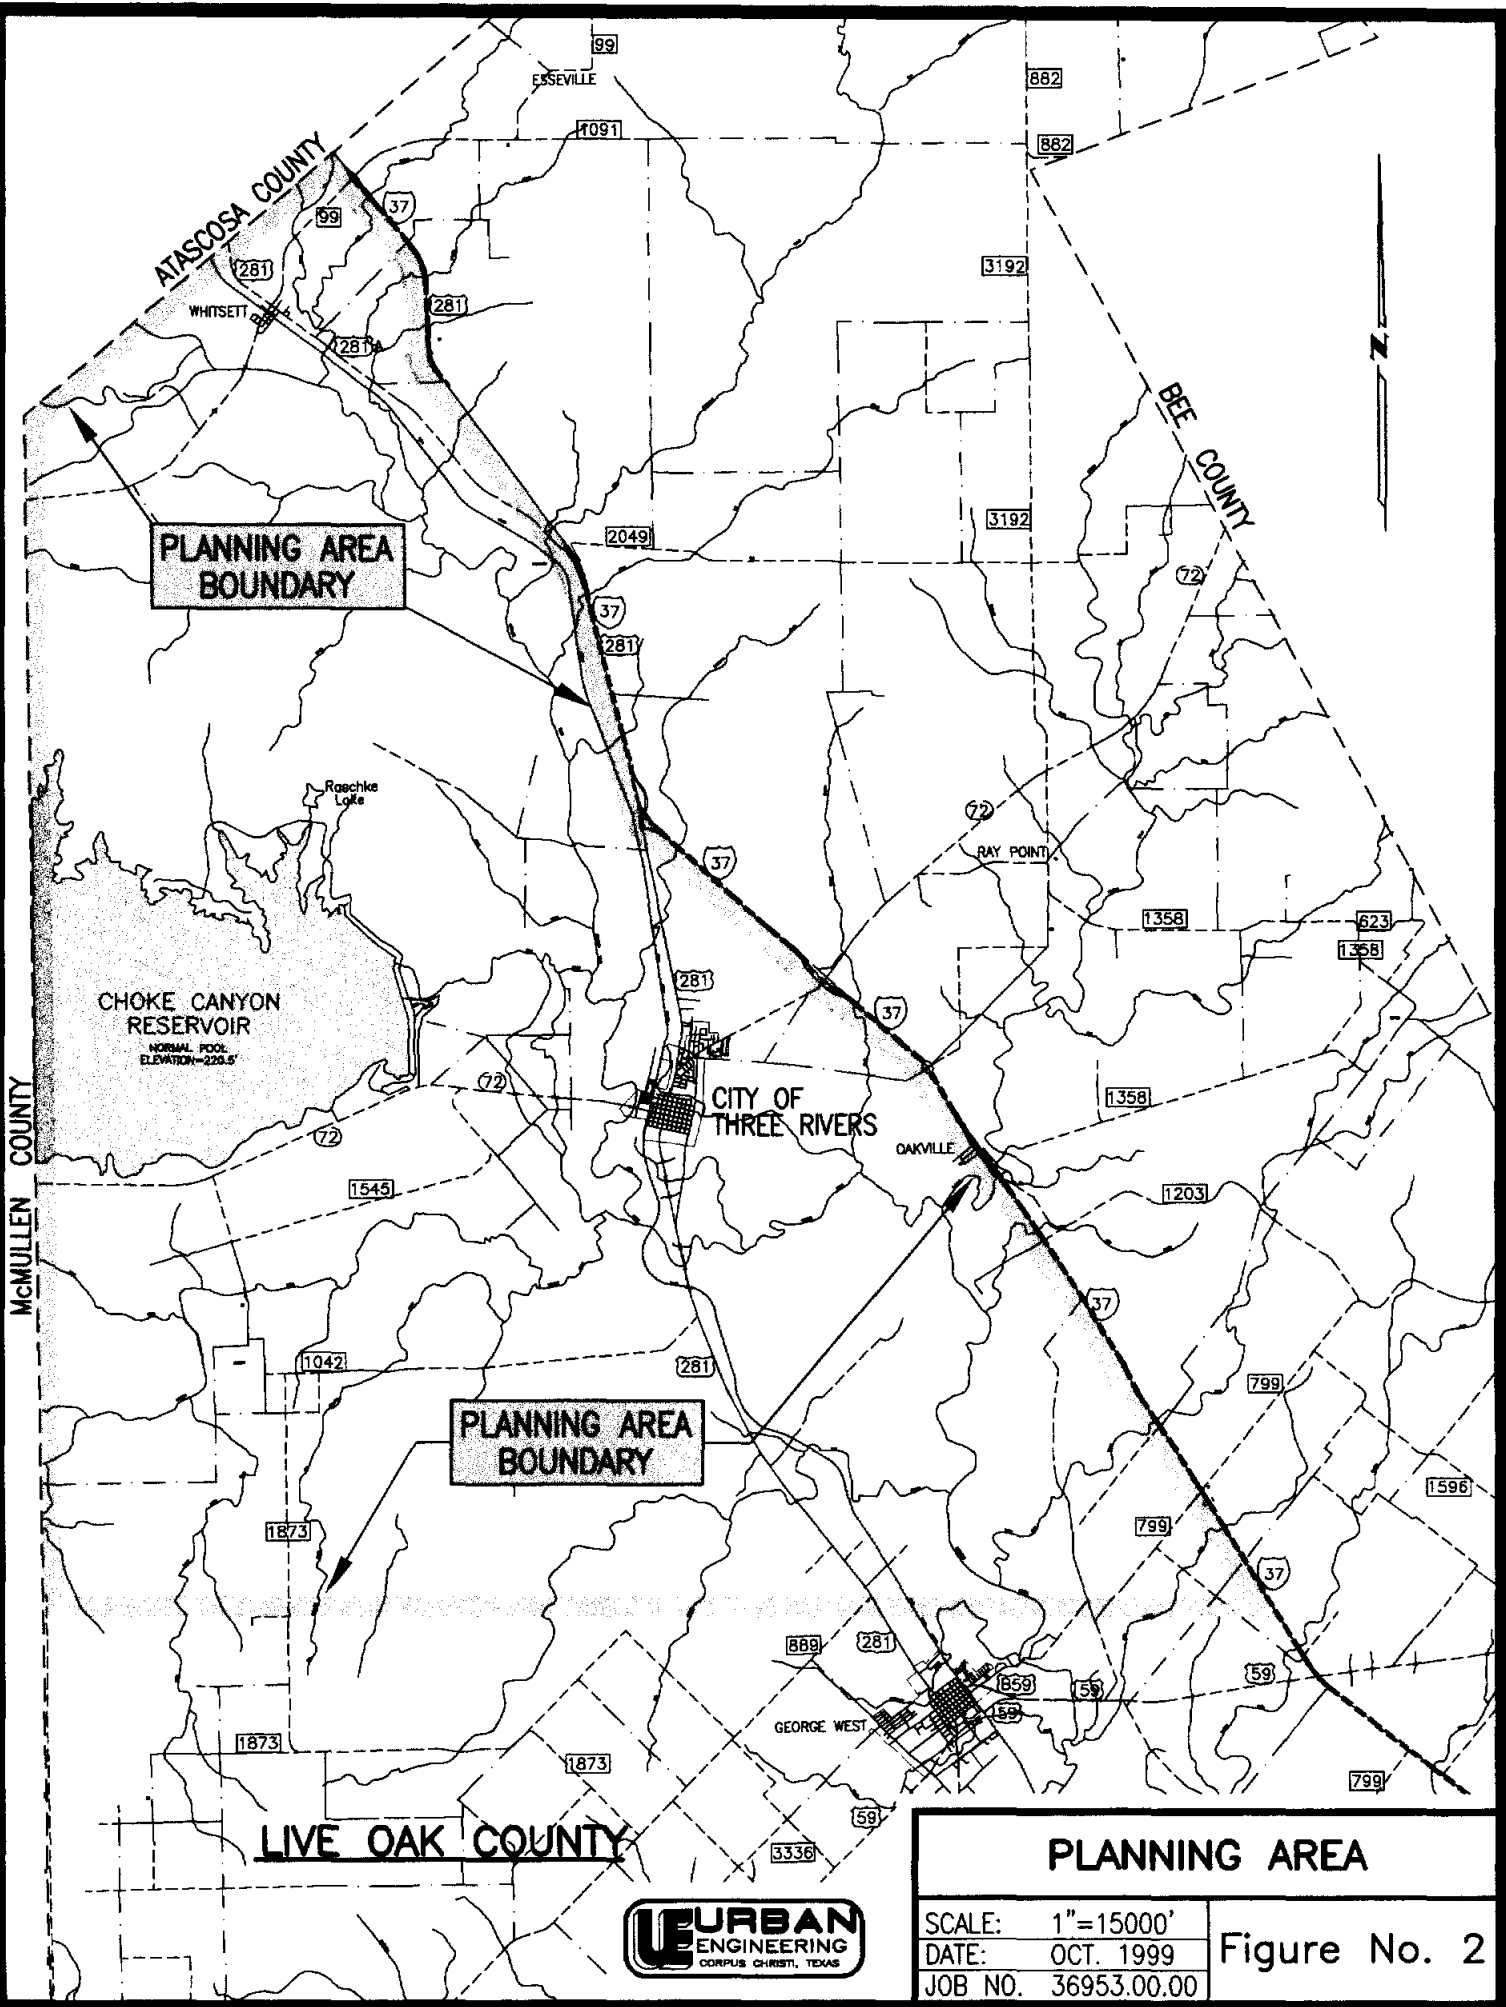 99
ESSEVILLE
882
1091
882
ATASCOSA COUNTY
99
37
281
3192
WHITSETT
281
281 A
BEE COUNTY
N
PLANNING AREA
BOUNDARY
2049
3192
72
37
281
Raschke
Lake
72
RAY POINT
37
1358
623
1358
281
37
CHOKE CANYON
RESERVOIR
NORMAL POOL
ELEVATION=220.5'
72
CITY OF
THREE RIVERS
1358
72
OAKVILLE
McMULLEN COUNTY
1545
1203
37
1042
281
799
PLANNING AREA
BOUNDARY
1596
1873
799
37
889
281
B59
59
59
59
GEORGE WEST
1873
1873
799
59
LIVE OAK COUNTY
3336
PLANNING AREA
UE URBAN
ENGINEERING
CORPUS CHRISTI, TEXAS
SCALE: 1"=15000'
DATE: OCT. 1999
JOB NO. 36953.00.00
Figure No. 2